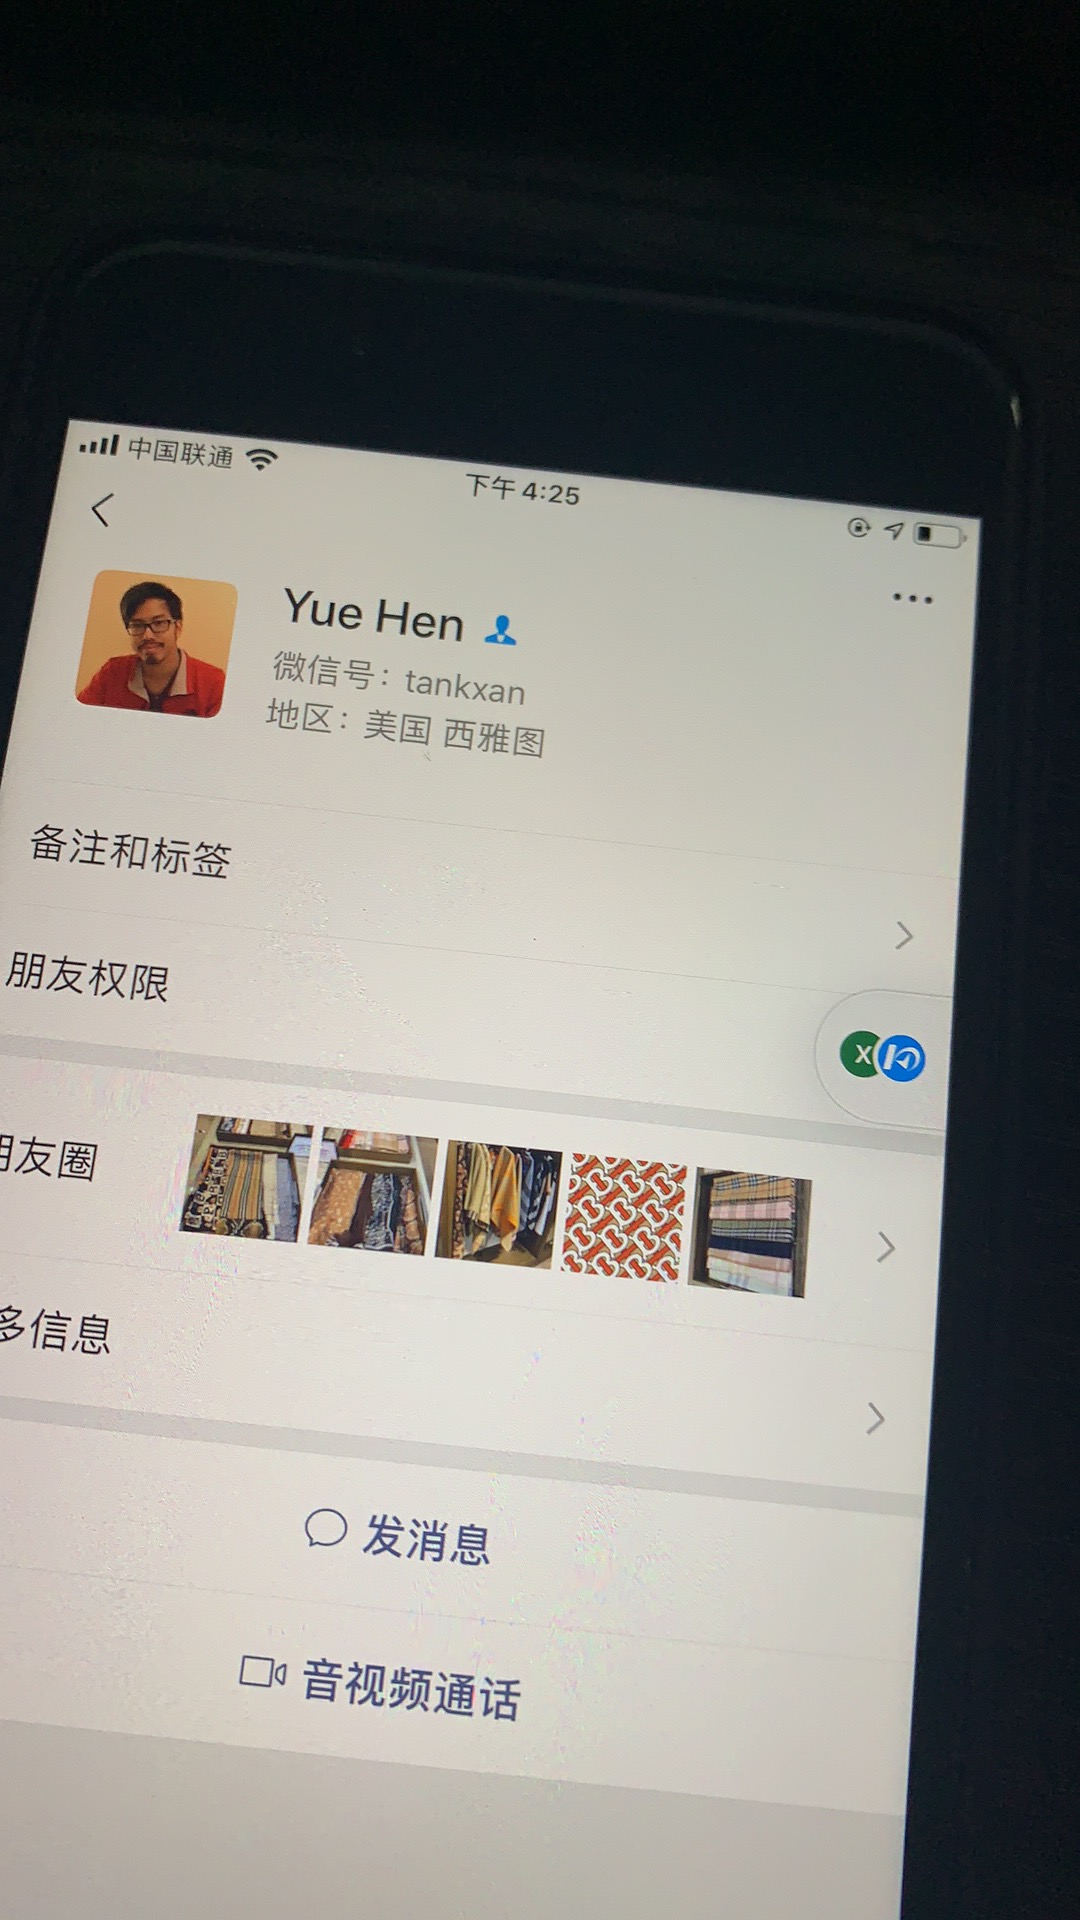 中国联通
下午4:25
Yue Hen
微信号：tankxan
地区：美国 西雅图
备注和标签
朋友权限
X
朋友圈
多信息
发消息
音视频通话